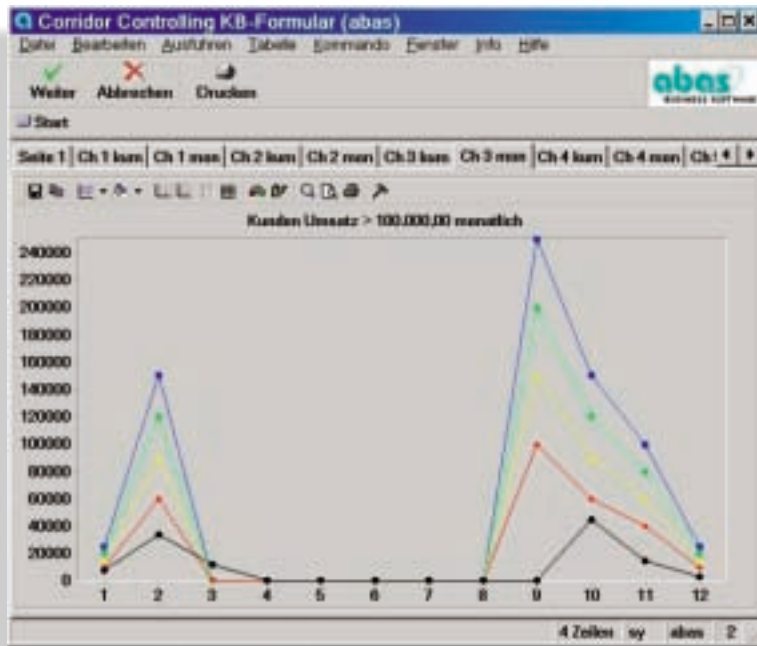 Corridor Controlling KB-Formular (abas)
Datei Bearbeiten Ausführen Tabelle Kommando Fenster Info Hilfe
Weiter Abbrechen Drucken
abas
BUSINESS SOFTWARE
Start
Seite 1 Ch 1 kum Ch 1 mon Ch 2 kum Ch 2 mon Ch 3 kum Ch 3 mon Ch 4 kum Ch 4 mon Ch
Kunden Umsatz > 100.000,00 monatlich
240000
220000
200000
180000
160000
140000
120000
100000
80000
60000
40000
20000
0
1 2 3 4 5 6 7 8 9 10 11 12
4 Zeilen sy abas 2